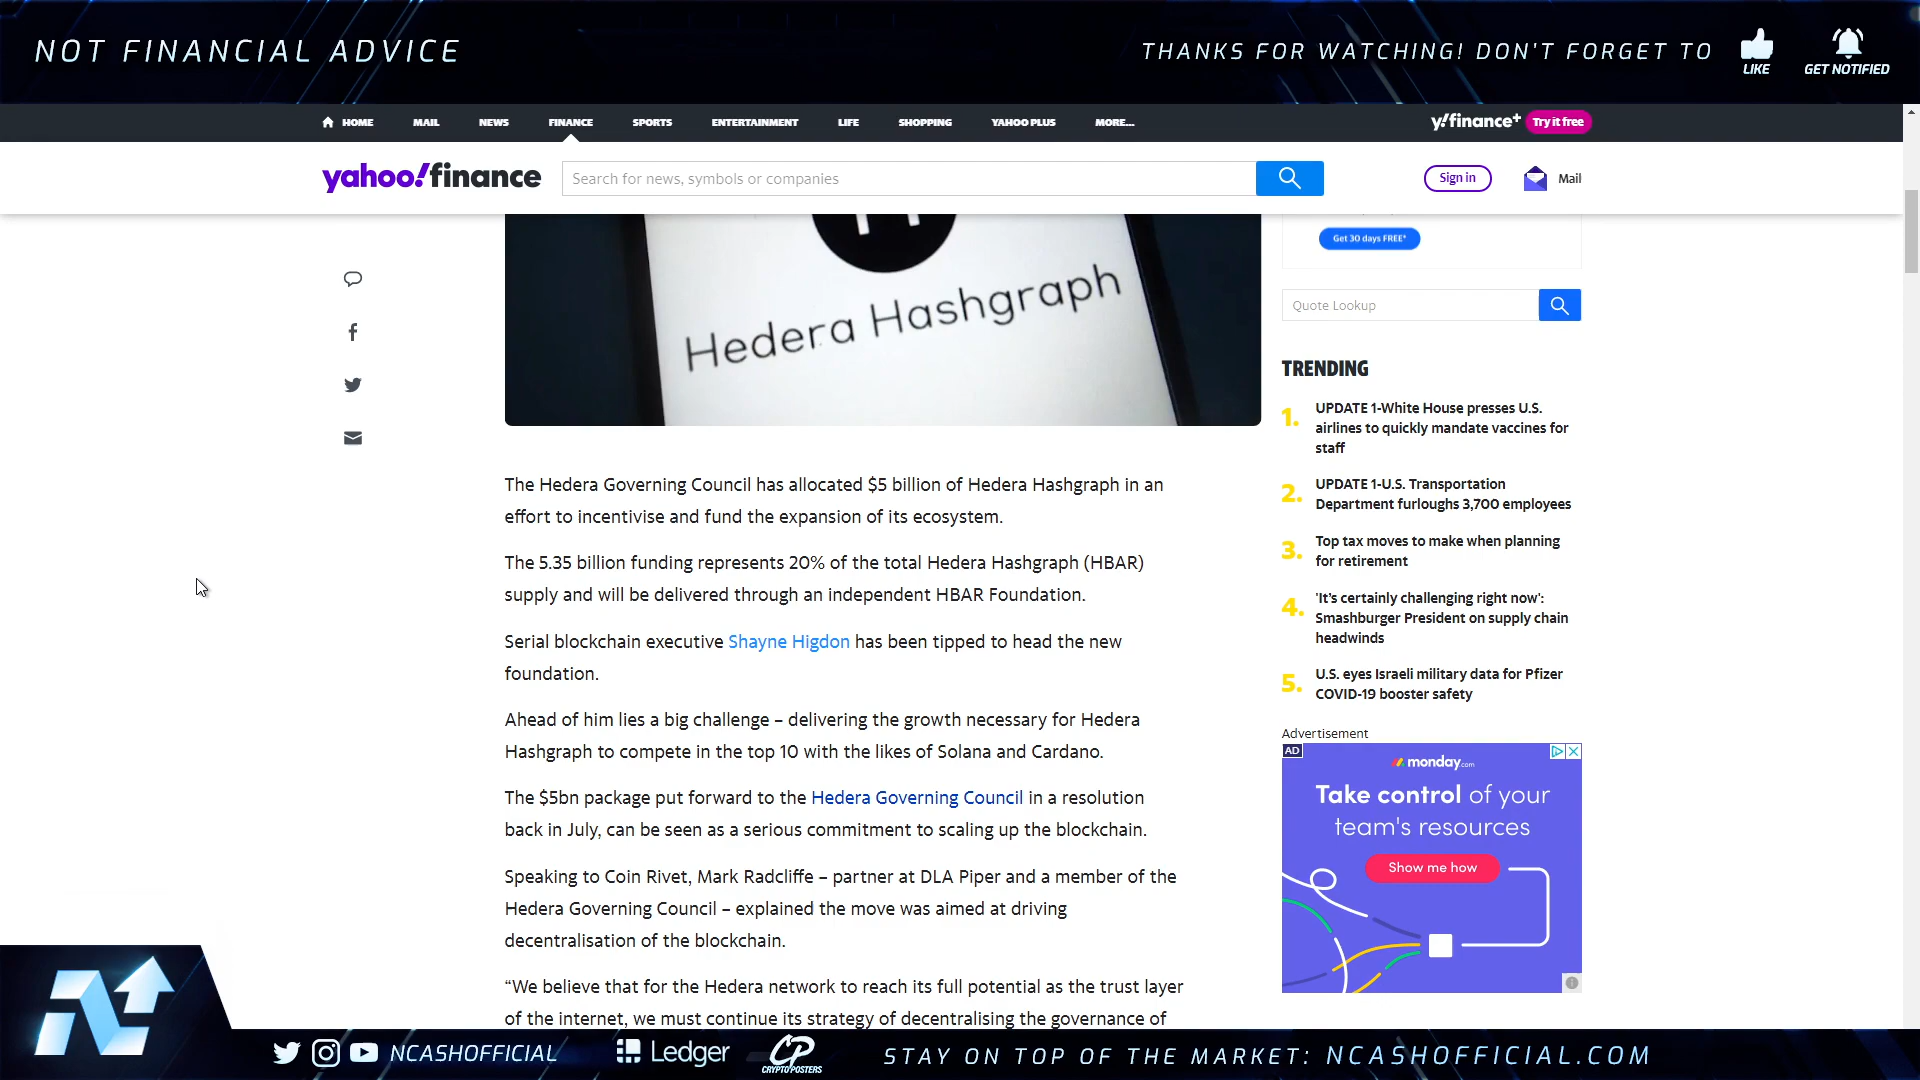 NOT FINANCIAL ADVICE
THANKS FOR WATCHING! DON'T FORGET TO
LIKE
GET NOTIFIED
HOME MAIL NEWS FINANCE SPORTS ENTERTAINMENT LIFE SHOPPING YAHOO PLUS MORE...
y!finance+ Try it free
yahoo!finance
Search for news, symbols or companies
Sign in
Mail
Hedera Hashgraph
Get 30 days FREE*
Quote Lookup
The Hedera Governing Council has allocated $5 billion of Hedera Hashgraph in an
effort to incentivise and fund the expansion of its ecosystem.
The 5.35 billion funding represents 20% of the total Hedera Hashgraph (HBAR)
supply and will be delivered through an independent HBAR Foundation.
Serial blockchain executive Shayne Higdon has been tipped to head the new
foundation.
Ahead of him lies a big challenge – delivering the growth necessary for Hedera
Hashgraph to compete in the top 10 with the likes of Solana and Cardano.
The $5bn package put forward to the Hedera Governing Council in a resolution
back in July, can be seen as a serious commitment to scaling up the blockchain.
Speaking to Coin Rivet, Mark Radcliffe – partner at DLA Piper and a member of the
Hedera Governing Council – explained the move was aimed at driving
decentralisation of the blockchain.
“We believe that for the Hedera network to reach its full potential as the trust layer
of the internet, we must continue its strategy of decentralising the governance of
TRENDING
1. UPDATE 1-White House presses U.S.
airlines to quickly mandate vaccines for
staff
2. UPDATE 1-U.S. Transportation
Department furloughs 3,700 employees
3. Top tax moves to make when planning
for retirement
4. 'It's certainly challenging right now':
Smashburger President on supply chain
headwinds
5. U.S. eyes Israeli military data for Pfizer
COVID-19 booster safety
Advertisement
AD
monday.com
Take control of your
team's resources
Show me how
NCASHOFFICIAL
Ledger
CP
CRYPTOPOSTERS
STAY ON TOP OF THE MARKET: NCASHOFFICIAL.COM